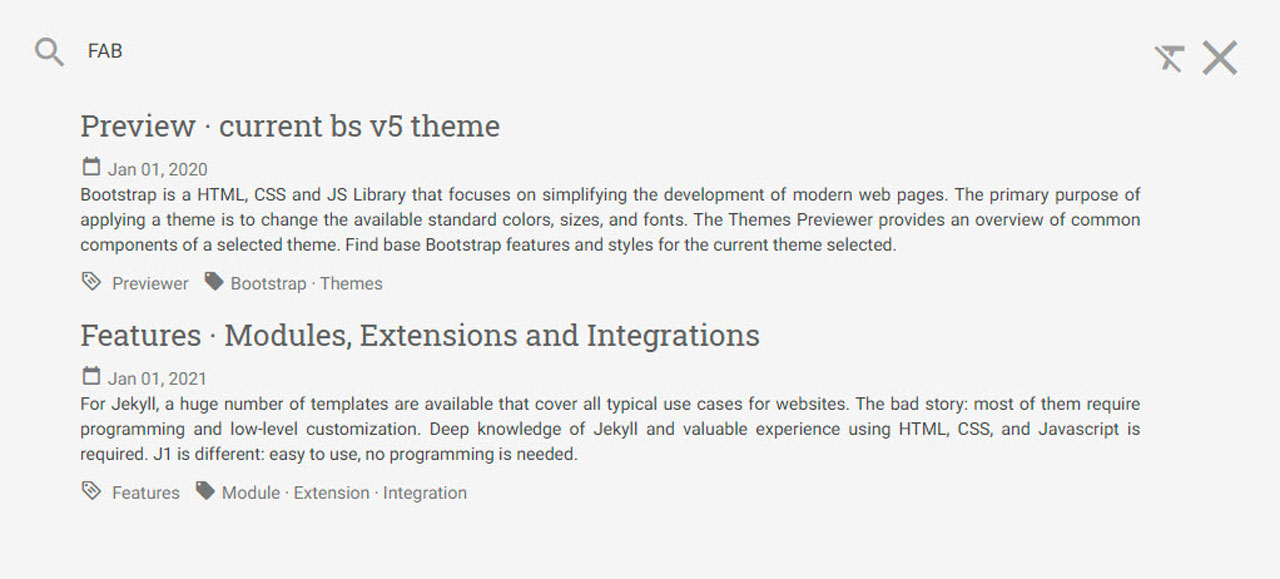 FAB
Preview · current bs v5 theme
Jan 01, 2020
Bootstrap is a HTML, CSS and JS Library that focuses on simplifying the development of modern web pages. The primary purpose of
applying a theme is to change the available standard colors, sizes, and fonts. The Themes Previewer provides an overview of common
components of a selected theme. Find base Bootstrap features and styles for the current theme selected.
Previewer Bootstrap · Themes
Features · Modules, Extensions and Integrations
Jan 01, 2021
For Jekyll, a huge number of templates are available that cover all typical use cases for websites. The bad story: most of them require
programming and low-level customization. Deep knowledge of Jekyll and valuable experience using HTML, CSS, and Javascript is
required. J1 is different: easy to use, no programming is needed.
Features Module · Extension · Integration